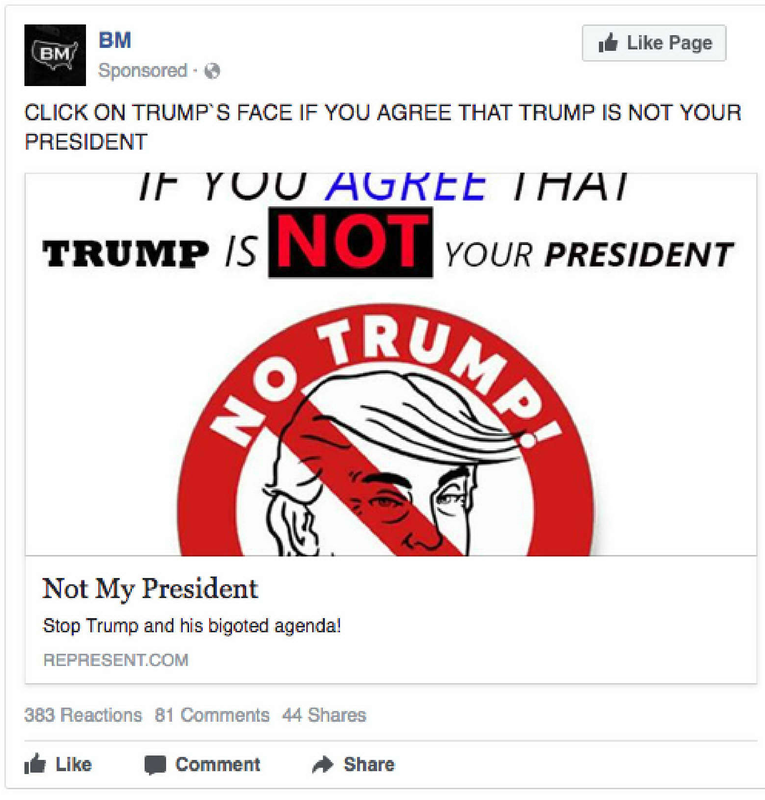 BM
BM
Sponsored ·
Like Page
CLICK ON TRUMP`S FACE IF YOU AGREE THAT TRUMP IS NOT YOUR
PRESIDENT
IF YOU AGREE THAT
TRUMP IS NOT YOUR PRESIDENT
NO TRUMP!
Not My President
Stop Trump and his bigoted agenda!
REPRESENT.COM
383 Reactions 81 Comments 44 Shares
Like Comment Share